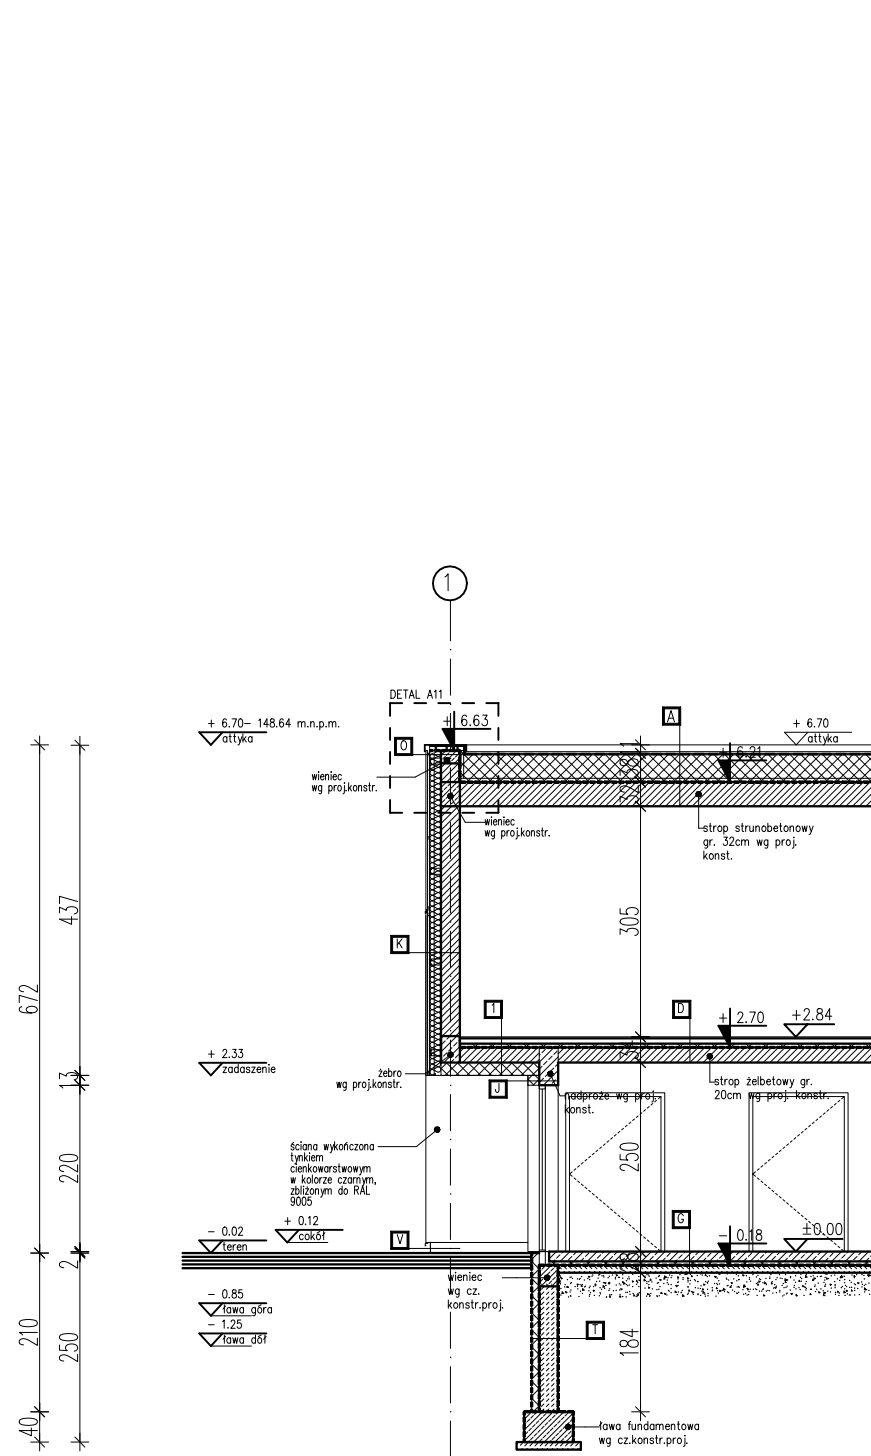 1
DETAL A11
+ 6.70- 148.64 m.n.p.m.
attyka
+ 6.63
A
+ 6.70
attyka
O
+ 6.21
wieniec
wg proj.konstr.
wieniec
wg proj.konstr.
strop strunobetonowy
gr. 32cm wg proj.
konst.
437
305
K
672
1
D
+ 2.70
+2.84
+ 2.33
zadaszenie
13
żebro
wg proj.konstr.
J
strop żelbetowy gr.
20cm wg proj. konstr.
nadproże wg proj.
konst.
ściana wykończona
tynkiem
cienkowarstwowym
w kolorze czarnym,
zbliżonym do RAL
9005
220
250
+ 0.12
cokół
G
- 0.02
teren
V
- 0.18
±0.00
2
wieniec
wg cz.
konstr.proj.
- 0.85
ława góra
- 1.25
ława dół
210
250
T
184
40
ława fundamentowa
wg cz.konstr.proj.